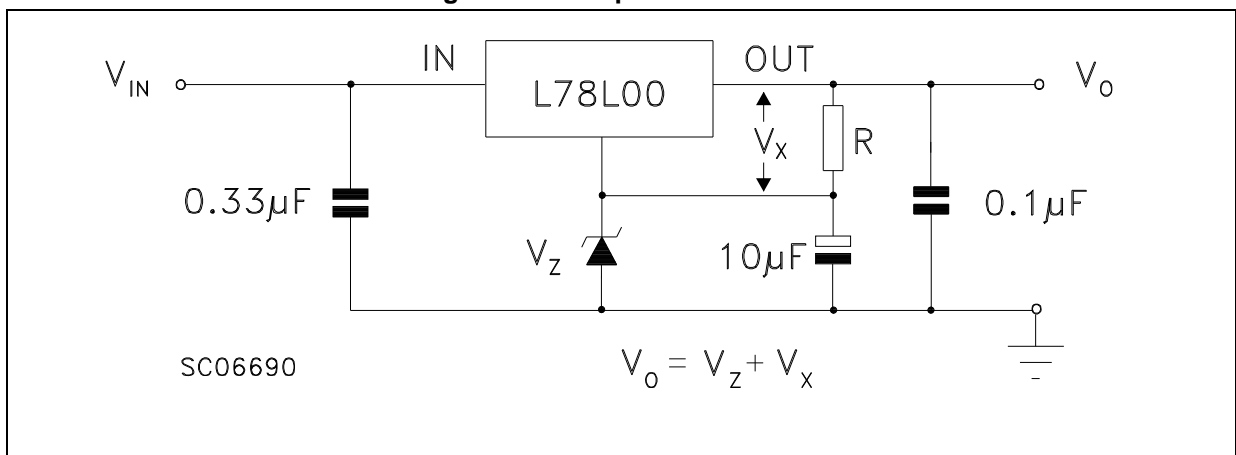 V_IN
IN
L78L00
OUT
V_O
V_X
R
0.33µF
V_Z
10µF
0.1µF
SC06690
V_O = V_Z + V_X